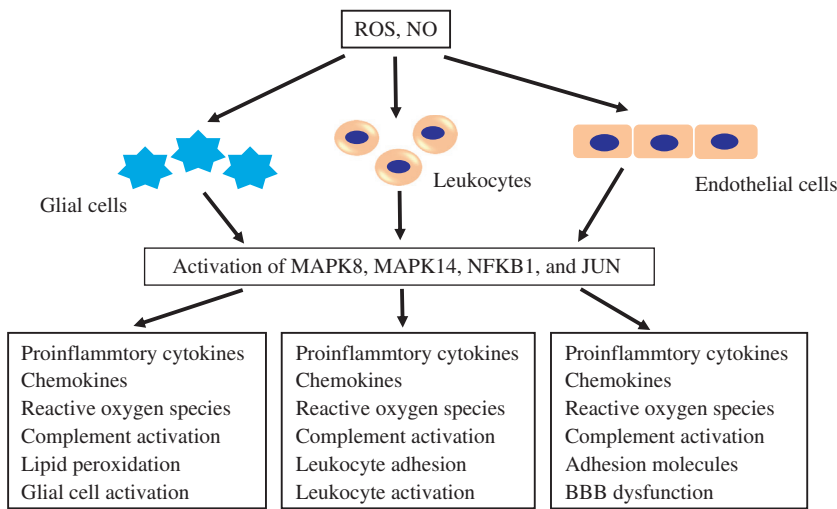 ROS, NO
Glial cells
Leukocytes
Endothelial cells
Activation of MAPK8, MAPK14, NFKB1, and JUN
Proinflammtory cytokines
Chemokines
Reactive oxygen species
Complement activation
Lipid peroxidation
Glial cell activation
Proinflammtory cytokines
Chemokines
Reactive oxygen species
Complement activation
Leukocyte adhesion
Leukocyte activation
Proinflammtory cytokines
Chemokines
Reactive oxygen species
Complement activation
Adhesion molecules
BBB dysfunction